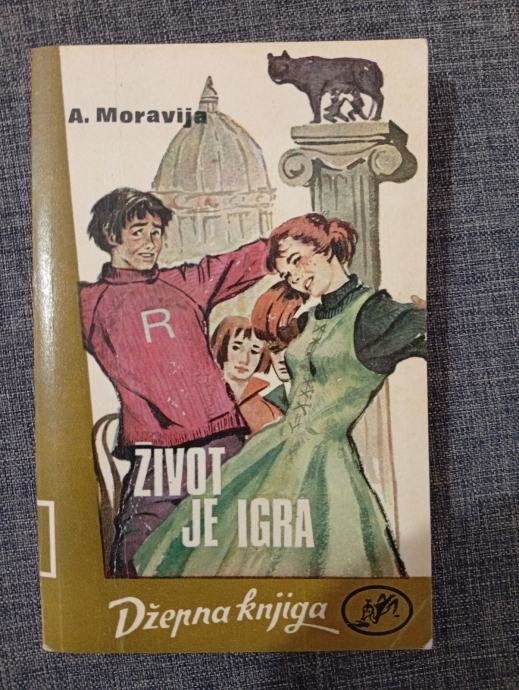 A. Moravija
R
ŽIVOT
JE IGRA
Džepna knjiga